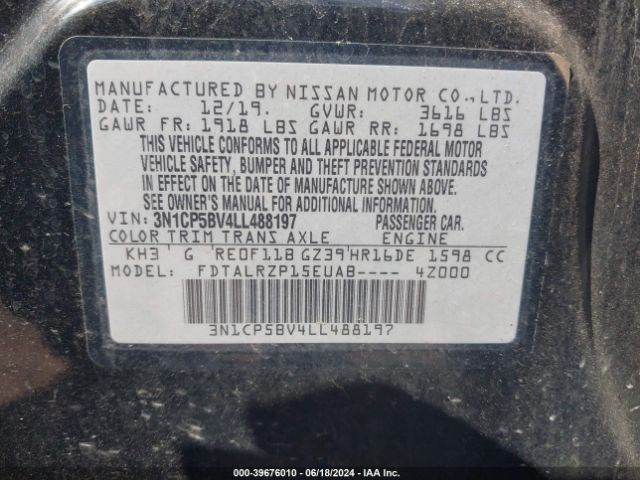 MANUFACTURED BY NISSAN MOTOR CO.,LTD.
DATE: 12/19. GVWR: 3616 LBS
GAWR FR: 1918 LBS GAWR RR: 1698 LBS
THIS VEHICLE CONFORMS TO ALL APPLICABLE FEDERAL MOTOR
VEHICLE SAFETY, BUMPER AND THEFT PREVENTION STANDARDS
IN EFFECT ON THE DATE OF MANUFACTURE SHOWN ABOVE.
SEE OWNER'S MANUAL FOR ADDITIONAL INFORMATION.
VIN: 3N1CP5BV4LL488197 PASSENGER CAR.
COLOR TRIM TRANS AXLE ENGINE
KH3 G RE0F11B GZ39 HR16DE 1598 CC
FDTALRZP15EUA8---- 4Z000
3N1CP5BV4LL488197
000-39676010 - 06/18/2024 - IAA Inc.